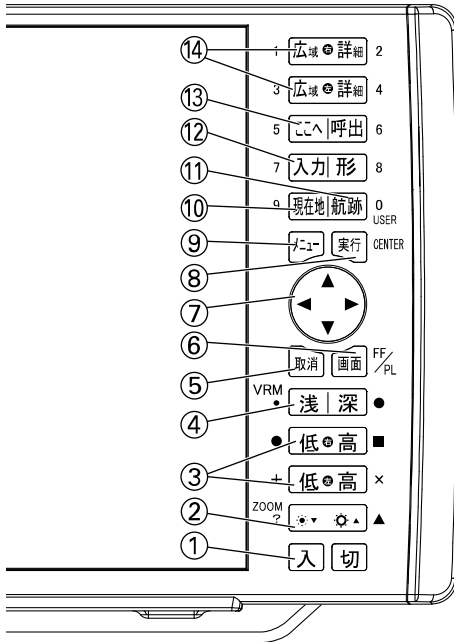 ⑭ 1 広域 ㊨ 詳細 2
3 広域 ㊧ 詳細 4
⑬ 5 ここへ 呼出 6
⑫ 7 入力 形 8
⑪
⑩ 9 現在地 航跡 0
USER
⑨ メニュー 実行 CENTER
⑧
⑦ ▲
◀ ▶
▼
⑥
⑤ 取消 画面 FF/PL
VRM
④ • 浅 深 ●
● 低 ㊨ 高 ■
③
+ 低 ㊧ 高 ×
ZOOM
② ? ▼ ▲ ▲
① 入 切